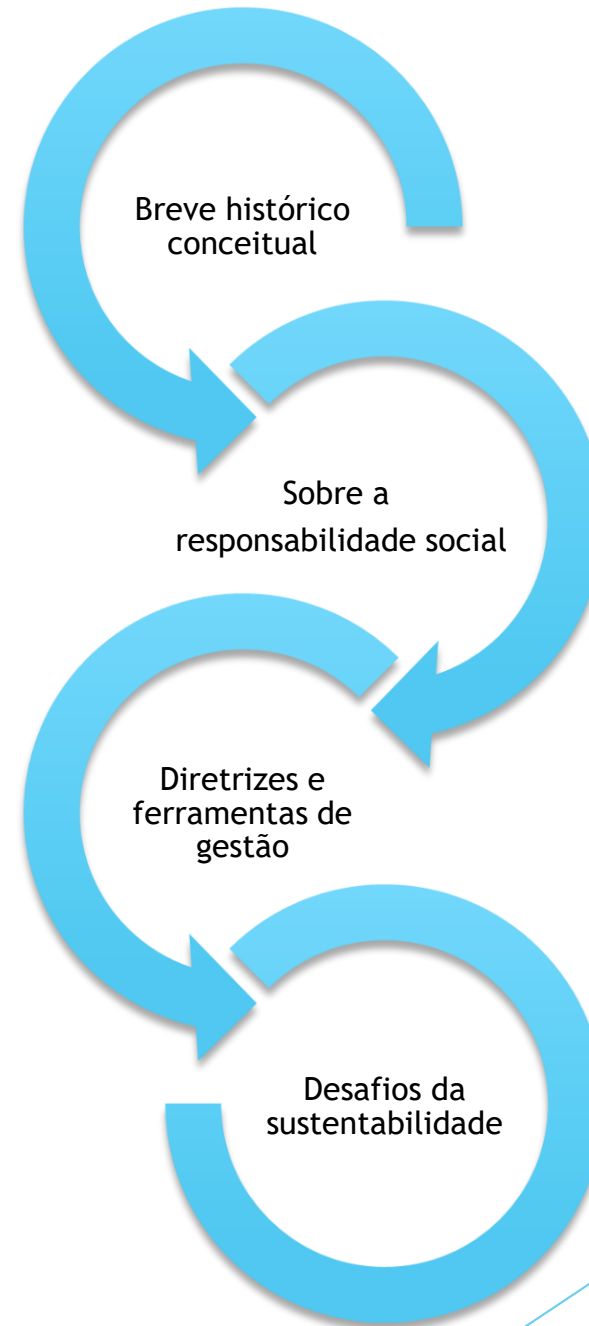 Breve histórico
conceitual
Sobre a
responsabilidade social
Diretrizes e
ferramentas de
gestão
Desafios da
sustentabilidade